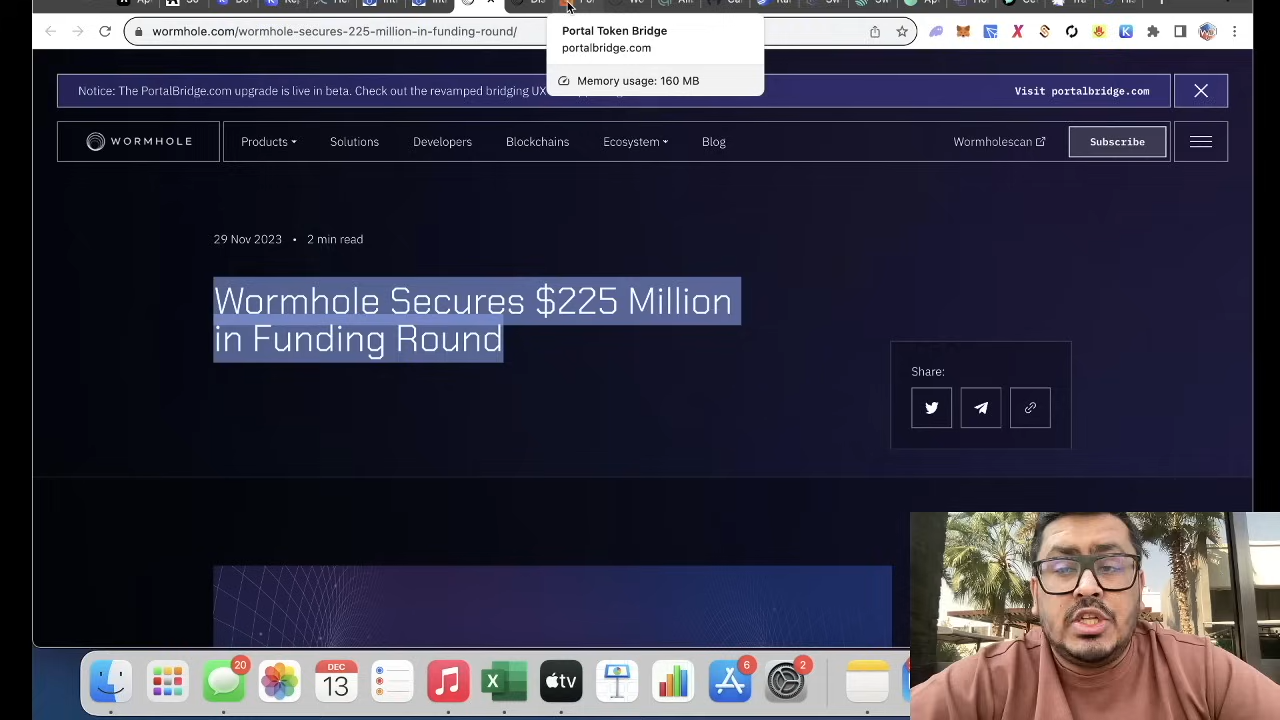 wormhole.com/wormhole-secures-225-million-in-funding-round/
Portal Token Bridge
portalbridge.com
Memory usage: 160 MB
Notice: The PortalBridge.com upgrade is live in beta. Check out the revamped bridging UX
Visit portalbridge.com
WORMHOLE
Products
Solutions
Developers
Blockchains
Ecosystem
Blog
Wormholescan
Subscribe
29 Nov 2023 • 2 min read
Wormhole Secures $225 Million
in Funding Round
Share:
20
DEC
13
tv
6
2